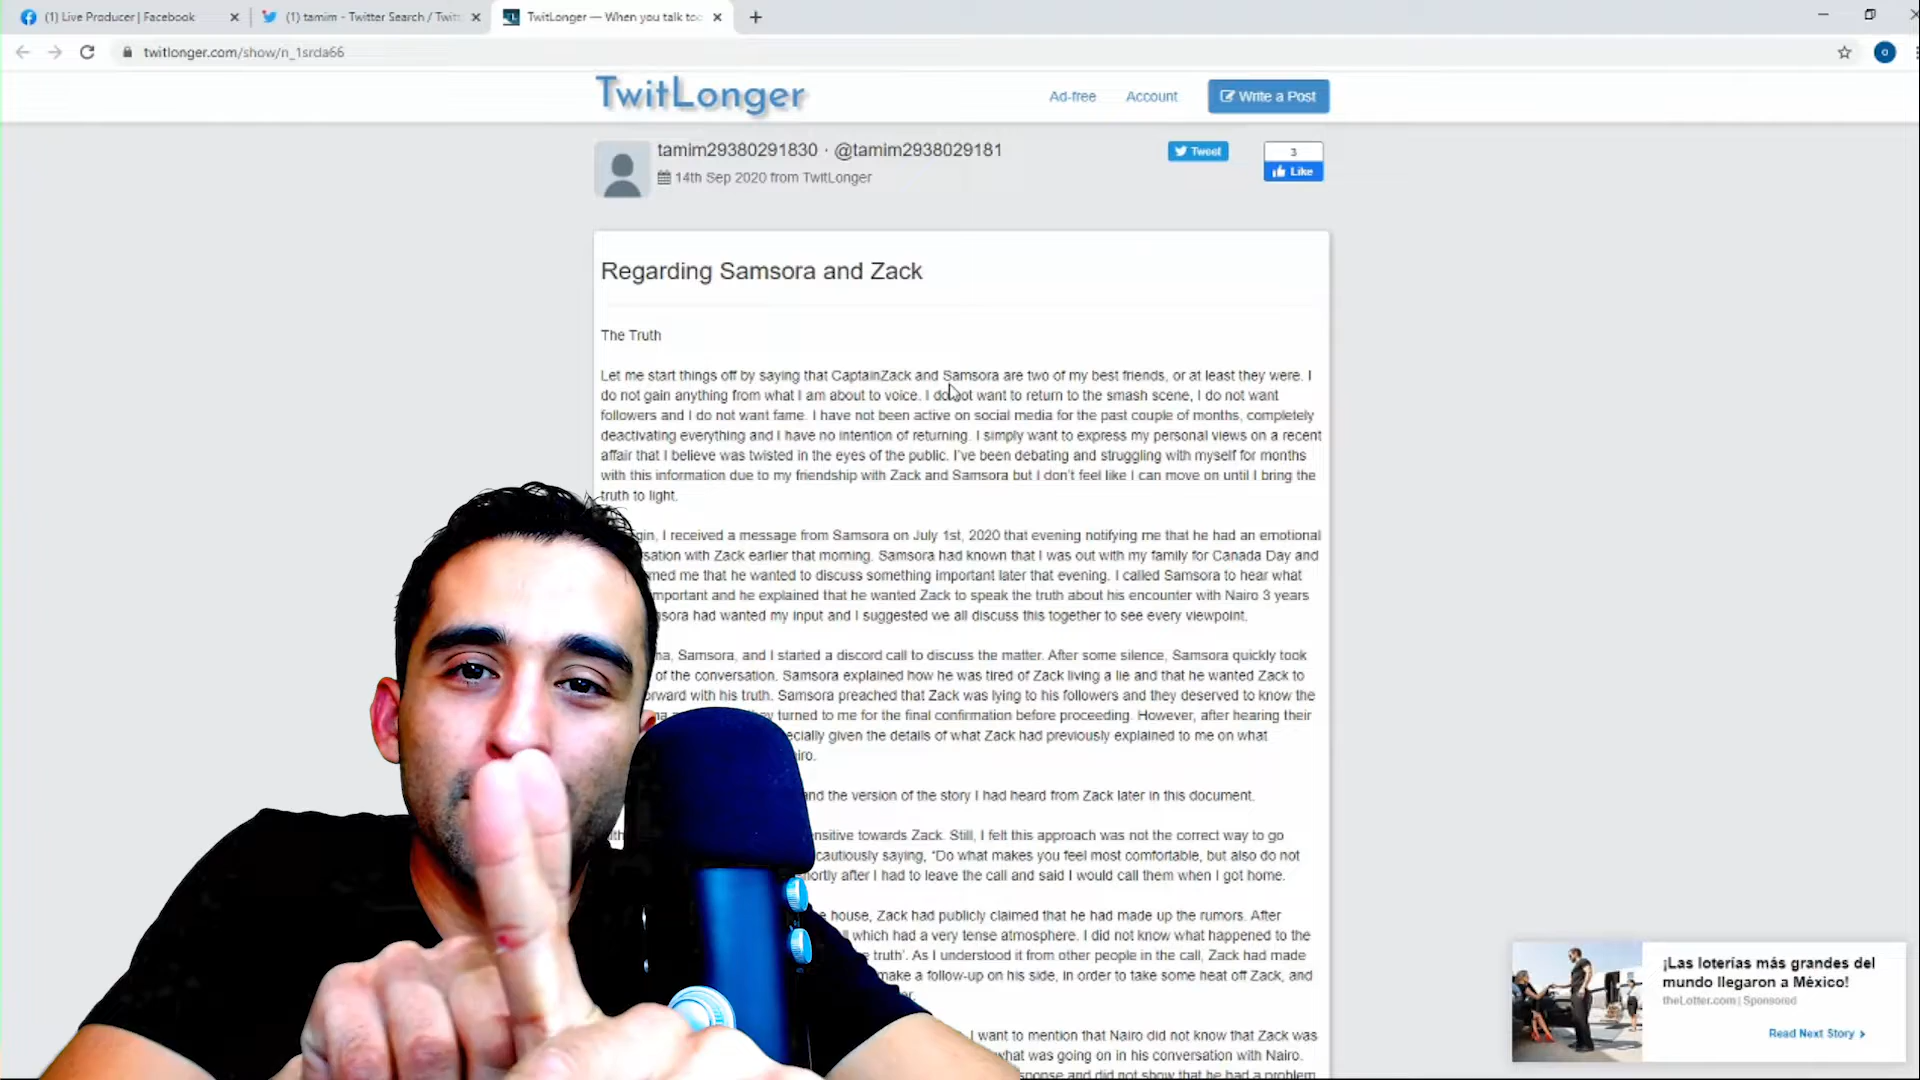 (1) Live Producer | Facebook
(1) tamim - Twitter Search / Twitt
TwitLonger — When you talk too
twitlonger.com/show/n_1srda66
TwitLonger
Ad-free
Account
Write a Post
tamim29380291830 · @tamim2938029181
14th Sep 2020 from TwitLonger
Tweet
3
Like
Regarding Samsora and Zack
The Truth
Let me start things off by saying that CaptainZack and Samsora are two of my best friends, or at least they were. I
do not gain anything from what I am about to voice. I do not want to return to the smash scene, I do not want
followers and I do not want fame. I have not been active on social media for the past couple of months, completely
deactivating everything and I have no intention of returning. I simply want to express my personal views on a recent
affair that I believe was twisted in the eyes of the public. I've been debating and struggling with myself for months
with this information due to my friendship with Zack and Samsora but I don't feel like I can move on until I bring the
truth to light.
gin, I received a message from Samsora on July 1st, 2020 that evening notifying me that he had an emotional
sation with Zack earlier that morning. Samsora had known that I was out with my family for Canada Day and
med me that he wanted to discuss something important later that evening. I called Samsora to hear what
mportant and he explained that he wanted Zack to speak the truth about his encounter with Nairo 3 years
sora had wanted my input and I suggested we all discuss this together to see every viewpoint.
na, Samsora, and I started a discord call to discuss the matter. After some silence, Samsora quickly took
of the conversation. Samsora explained how he was tired of Zack living a lie and that he wanted Zack to
orward with his truth. Samsora preached that Zack was lying to his followers and they deserved to know the
they turned to me for the final confirmation before proceeding. However, after hearing their
ecially given the details of what Zack had previously explained to me on what
iro.
and the version of the story I had heard from Zack later in this document.
nsitive towards Zack. Still, I felt this approach was not the correct way to go
cautiously saying, “Do what makes you feel most comfortable, but also do not
hortly after I had to leave the call and said I would call them when I got home.
e house, Zack had publicly claimed that he had made up the rumors. After
ll which had a very tense atmosphere. I did not know what happened to the
e truth’. As I understood it from other people in the call, Zack had made
make a follow-up on his side, in order to take some heat off Zack, and
I want to mention that Nairo did not know that Zack was
what was going on in his conversation with Nairo.
sponse and did not show that he had a problem
¡Las loterías más grandes del
mundo llegaron a México!
theLotter.com | Sponsored
Read Next Story >